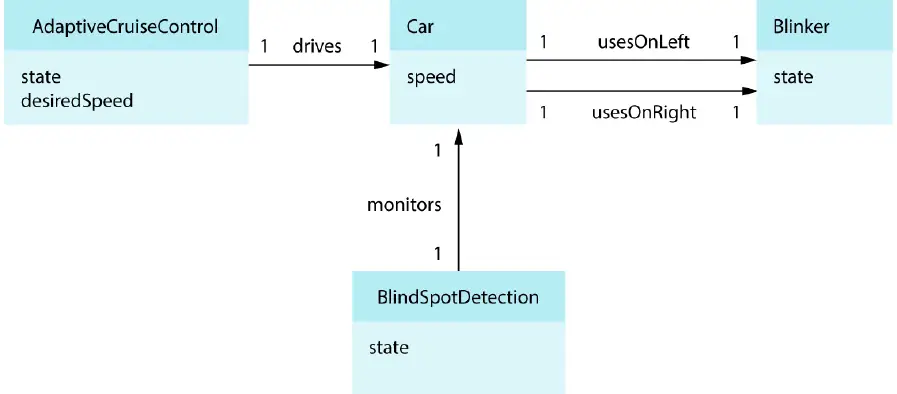 AdaptiveCruiseControl
state
desiredSpeed
1 drives 1
Car
speed
1 usesOnLeft 1
1 usesOnRight 1
Blinker
state
1
monitors
1
BlindSpotDetection
state